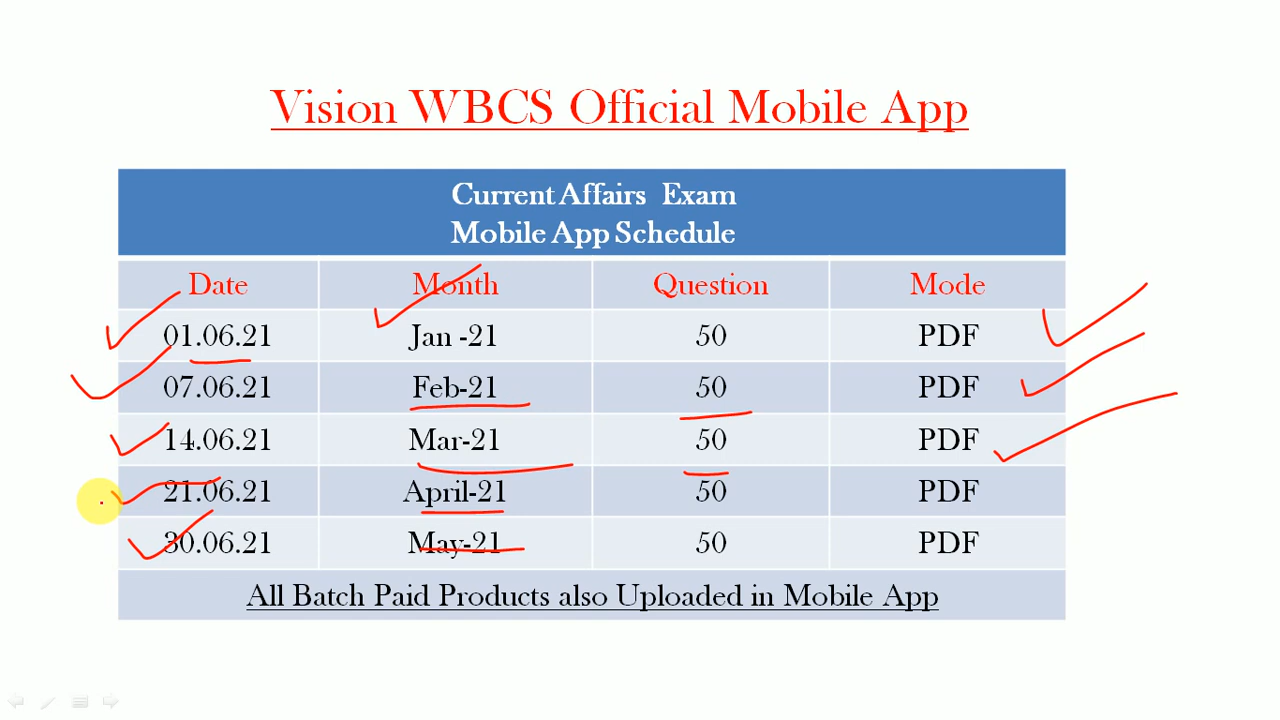 Vision WBCS Official Mobile App
Current Affairs Exam
Mobile App Schedule
Date Month Question Mode
01.06.21 Jan -21 50 PDF
07.06.21 Feb-21 50 PDF
14.06.21 Mar-21 50 PDF
21.06.21 April-21 50 PDF
30.06.21 May-21 50 PDF
All Batch Paid Products also Uploaded in Mobile App